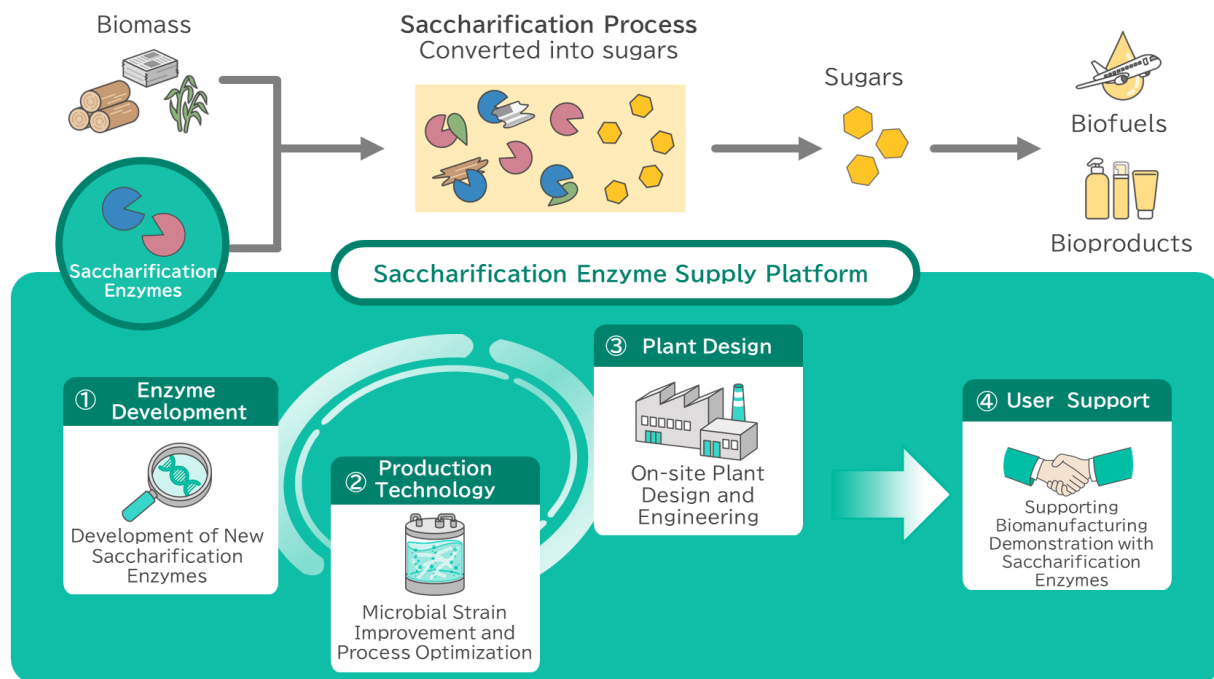 Biomass
Saccharification Process
Converted into sugars
Sugars
Biofuels
Bioproducts
Saccharification
Enzymes
Saccharification Enzyme Supply Platform
① Enzyme
Development
Development of New
Saccharification
Enzymes
② Production
Technology
Microbial Strain
Improvement and
Process Optimization
③ Plant Design
On-site Plant
Design and
Engineering
④ User Support
Supporting
Biomanufacturing
Demonstration with
Saccharification
Enzymes